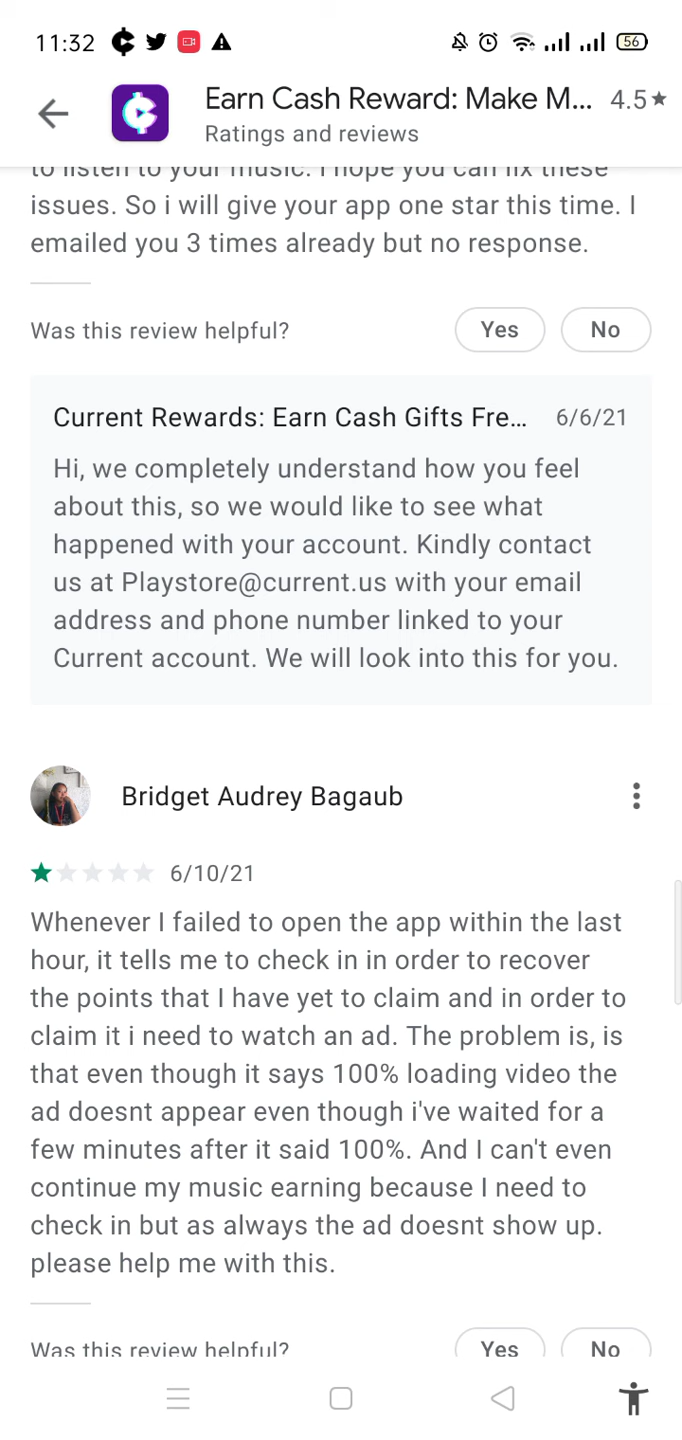 11:32
56
Earn Cash Reward: Make M... 4.5★
Ratings and reviews
to listen to your music. I hope you can fix these
issues. So i will give your app one star this time. I
emailed you 3 times already but no response.
Was this review helpful? Yes No
Current Rewards: Earn Cash Gifts Fre... 6/6/21
Hi, we completely understand how you feel
about this, so we would like to see what
happened with your account. Kindly contact
us at Playstore@current.us with your email
address and phone number linked to your
Current account. We will look into this for you.
Bridget Audrey Bagaub
6/10/21
Whenever I failed to open the app within the last
hour, it tells me to check in in order to recover
the points that I have yet to claim and in order to
claim it i need to watch an ad. The problem is, is
that even though it says 100% loading video the
ad doesnt appear even though i've waited for a
few minutes after it said 100%. And I can't even
continue my music earning because I need to
check in but as always the ad doesnt show up.
please help me with this.
Was this review helpful? Yes No